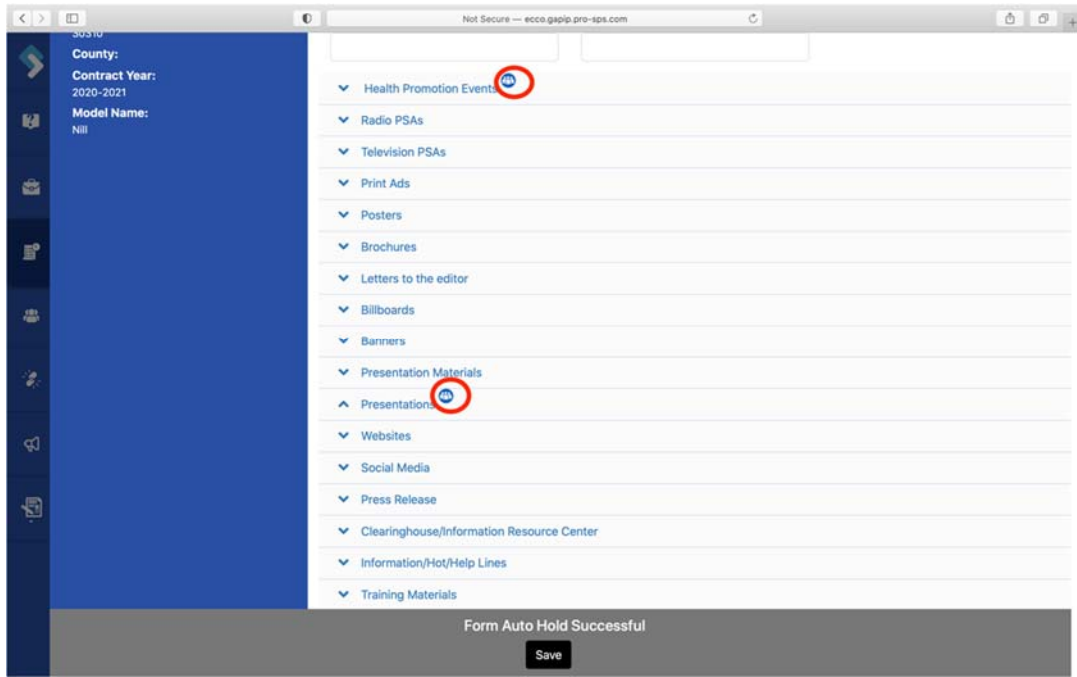 Not Secure — ecco.gapip.pro-sps.com
County:
Contract Year:
2020-2021
Model Name:
Nill
Health Promotion Events
Radio PSAs
Television PSAs
Print Ads
Posters
Brochures
Letters to the editor
Billboards
Banners
Presentation Materials
Presentations
Websites
Social Media
Press Release
Clearinghouse/Information Resource Center
Information/Hot/Help Lines
Training Materials
Form Auto Hold Successful
Save